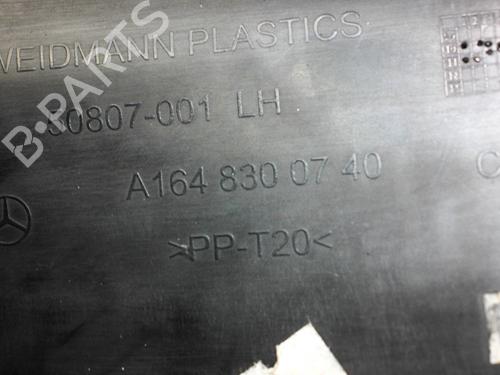 WEIDMANN PLASTICS
30807-001 LH
A164 830 07 40
>PP-T20<
B-PARTS